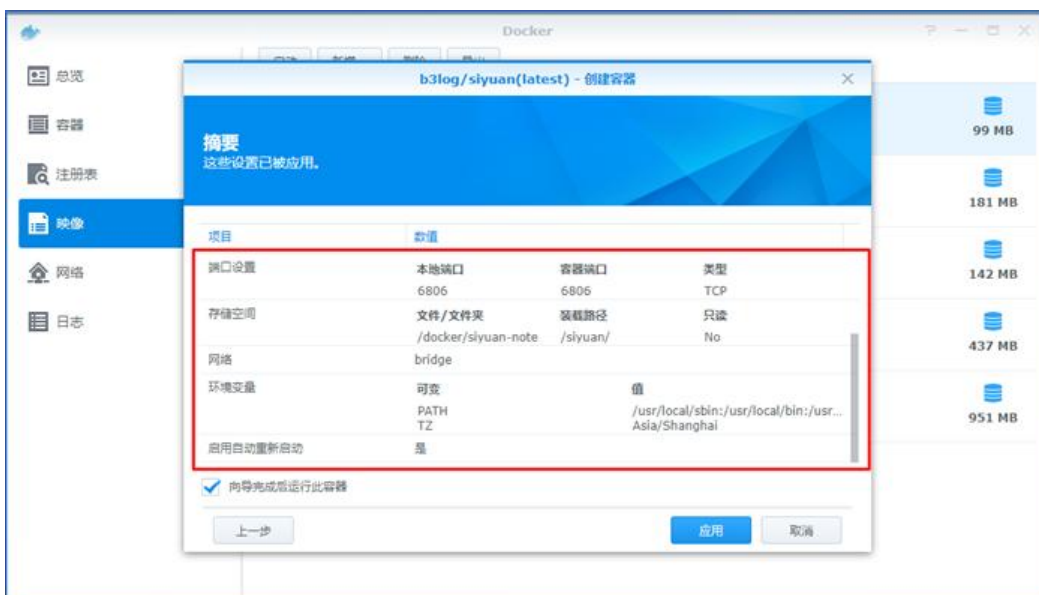 Docker
总览
容器
注册表
映像
网络
日志
b3log/siyuan(latest) - 创建容器
摘要
这些设置已被应用。
项目 数值
端口设置 本地端口 容器端口 类型
6806 6806 TCP
存储空间 文件/文件夹 装载路径 只读
/docker/siyuan-note /siyuan/ No
网络 bridge
环境变量 可变 值
PATH /usr/local/sbin:/usr/local/bin:/usr...
TZ Asia/Shanghai
启用自动重新启动 是
向导完成后运行此容器
上一步 应用 取消
99 MB
181 MB
142 MB
437 MB
951 MB